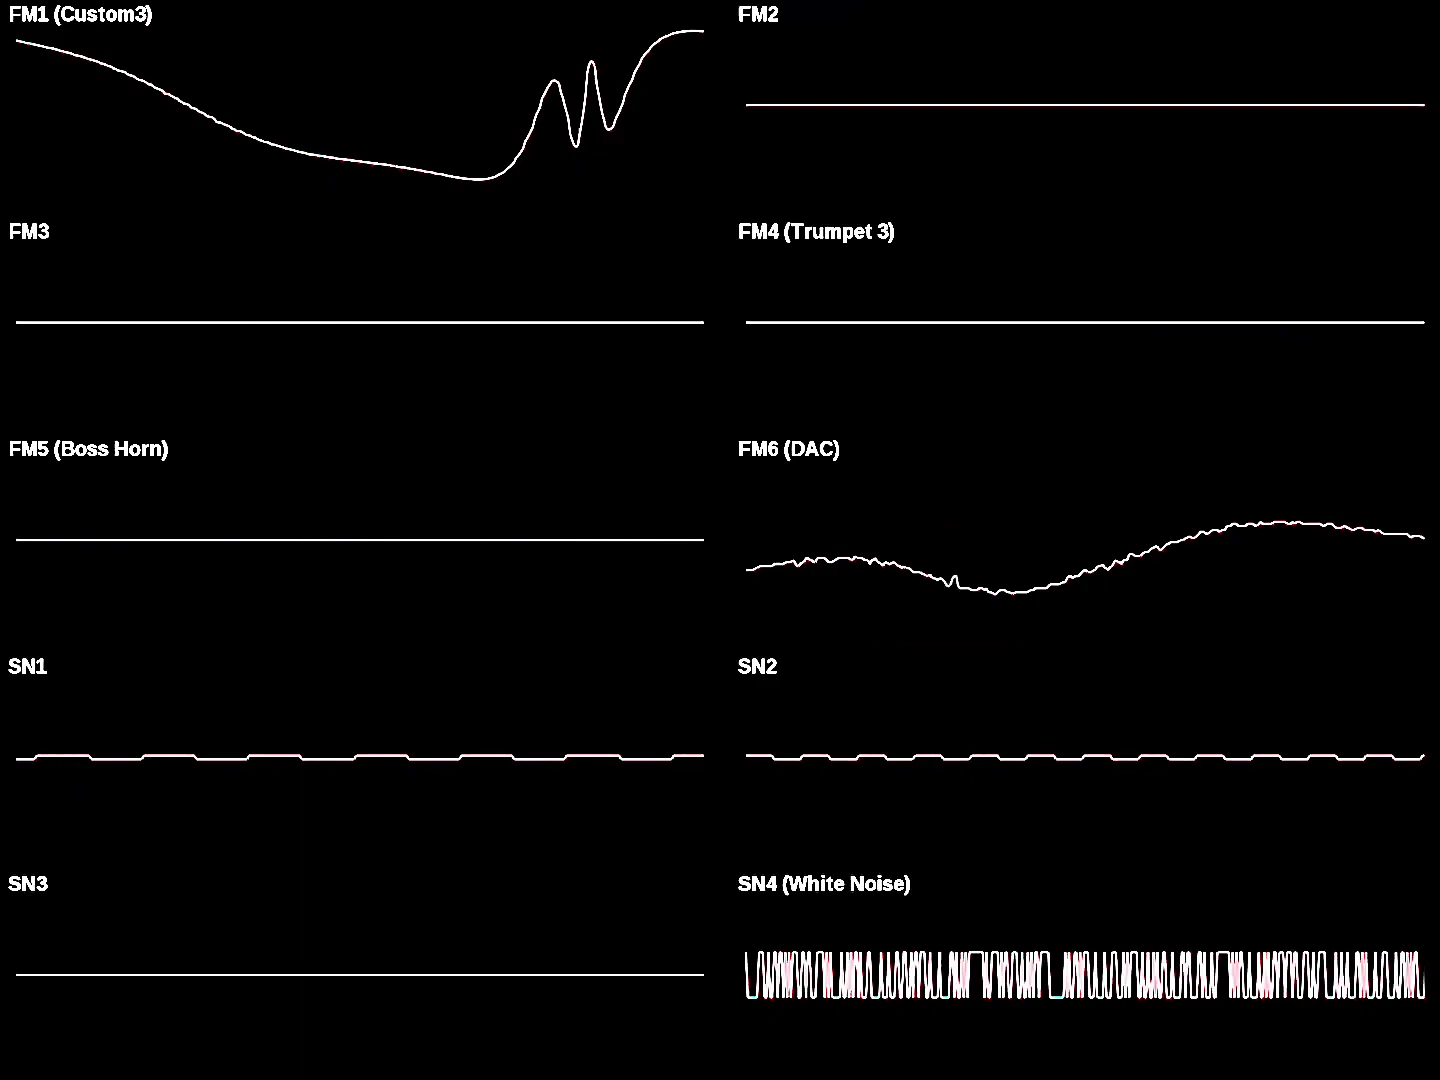 FM1 (Custom3)
FM2
FM3
FM4 (Trumpet 3)
FM5 (Boss Horn)
FM6 (DAC)
SN1
SN2
SN3
SN4 (White Noise)